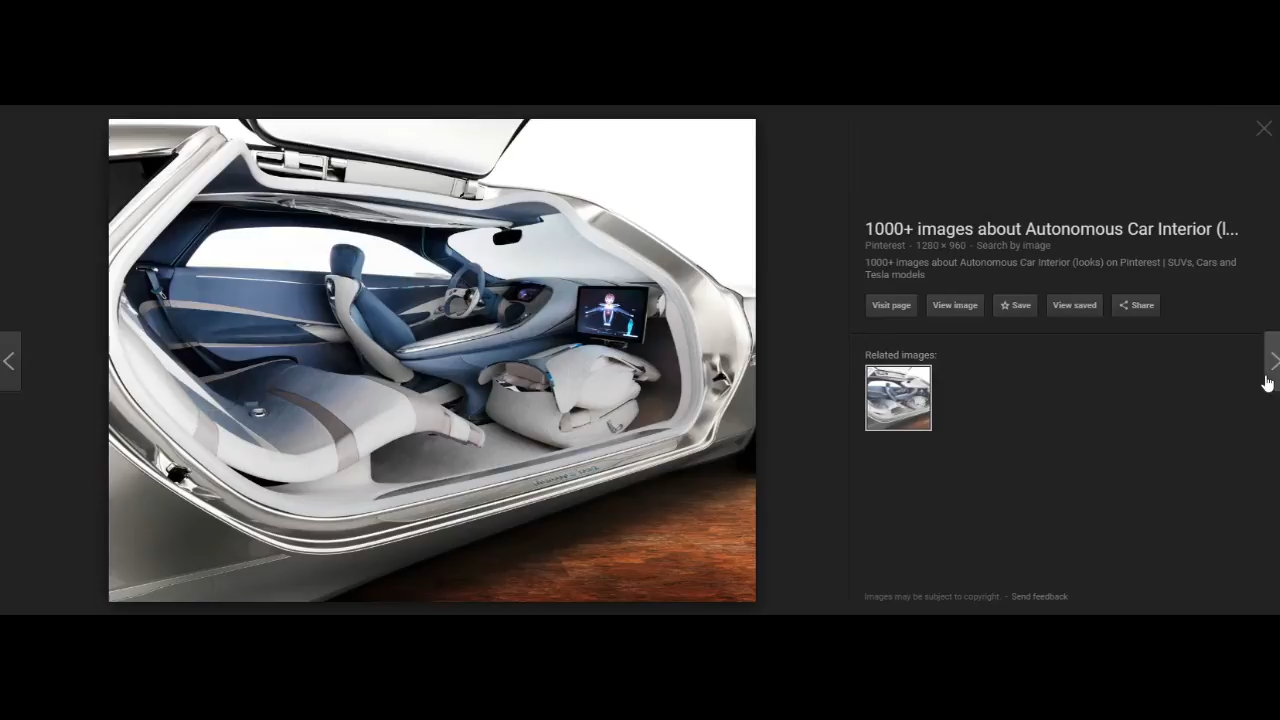 1000+ images about Autonomous Car Interior (l...
Pinterest - 1280 × 960 - Search by image
1000+ images about Autonomous Car Interior (looks) on Pinterest | SUVs, Cars and
Tesla models
Visit page
View image
Save
View saved
Share
Related images:
Images may be subject to copyright. - Send feedback